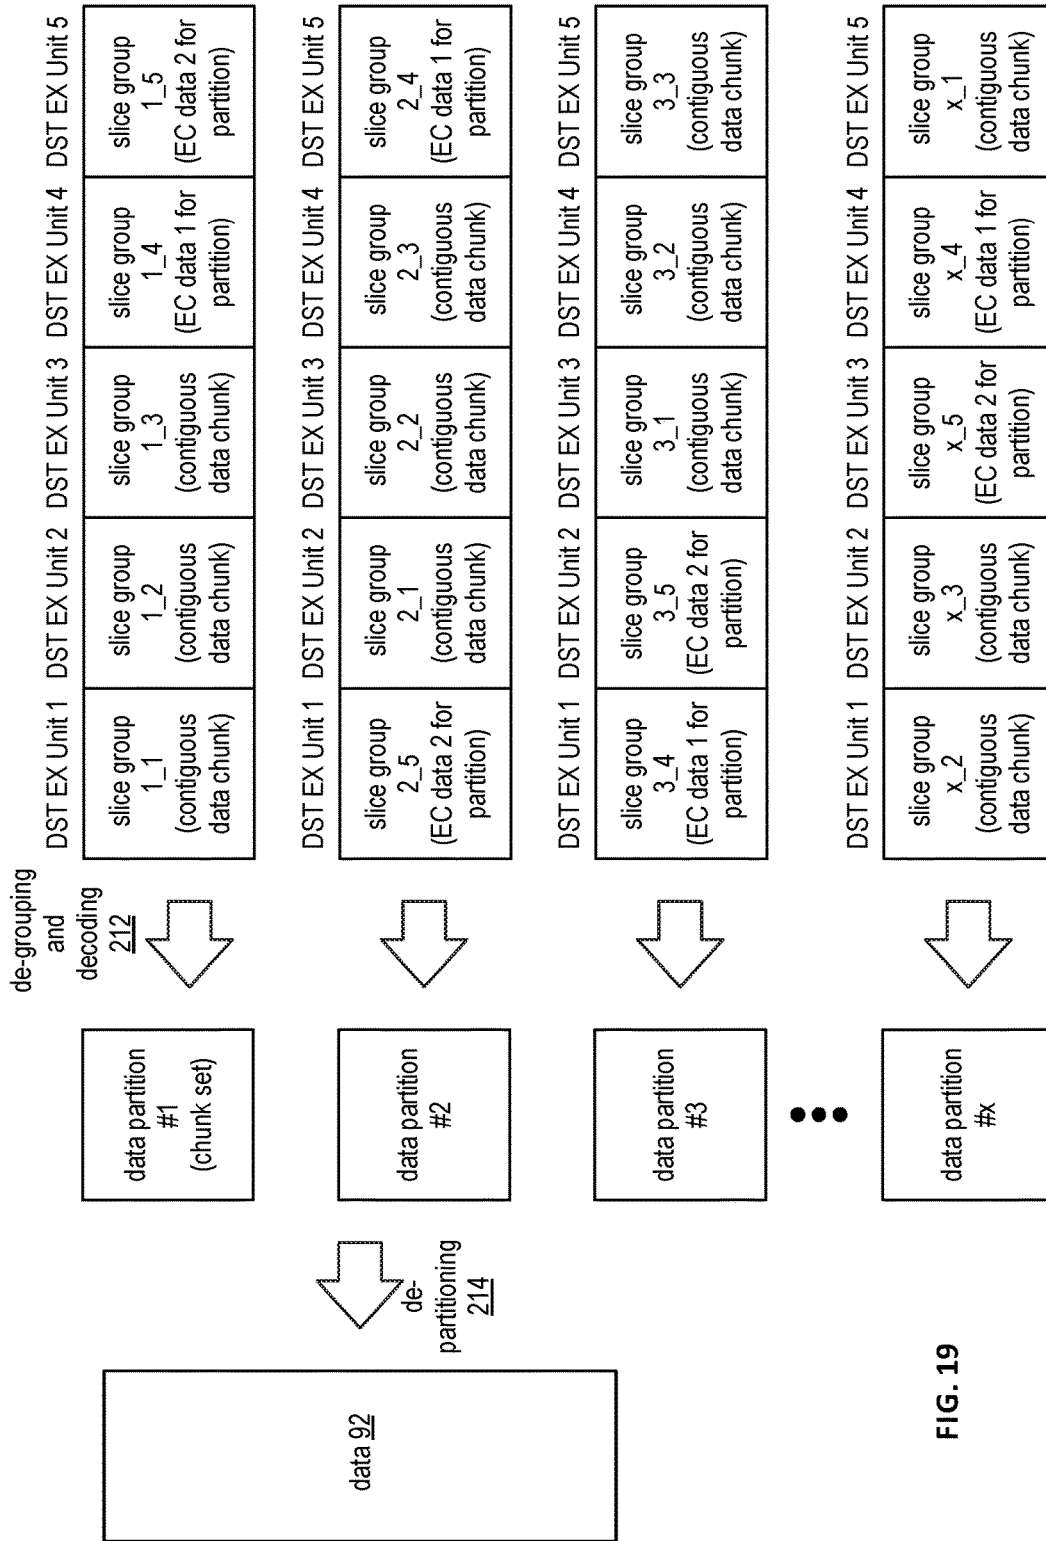 data 92
de-
partitioning
214
data partition
#1
(chunk set)
data partition
#2
data partition
#3
data partition
#x
de-grouping
and
decoding
212
DST EX Unit 1
slice group
1_1
(contiguous
data chunk)
DST EX Unit 2
slice group
1_2
(contiguous
data chunk)
DST EX Unit 3
slice group
1_3
(contiguous
data chunk)
DST EX Unit 4
slice group
1_4
(EC data 1 for
partition)
DST EX Unit 5
slice group
1_5
(EC data 2 for
partition)
DST EX Unit 1
slice group
2_5
(EC data 2 for
partition)
DST EX Unit 2
slice group
2_1
(contiguous
data chunk)
DST EX Unit 3
slice group
2_2
(contiguous
data chunk)
DST EX Unit 4
slice group
2_3
(contiguous
data chunk)
DST EX Unit 5
slice group
2_4
(EC data 1 for
partition)
DST EX Unit 1
slice group
3_4
(EC data 1 for
partition)
DST EX Unit 2
slice group
3_5
(EC data 2 for
partition)
DST EX Unit 3
slice group
3_1
(contiguous
data chunk)
DST EX Unit 4
slice group
3_2
(contiguous
data chunk)
DST EX Unit 5
slice group
3_3
(contiguous
data chunk)
DST EX Unit 1
slice group
x_2
(contiguous
data chunk)
DST EX Unit 2
slice group
x_3
(contiguous
data chunk)
DST EX Unit 3
slice group
x_5
(EC data 2 for
partition)
DST EX Unit 4
slice group
x_4
(EC data 1 for
partition)
DST EX Unit 5
slice group
x_1
(contiguous
data chunk)
FIG. 19